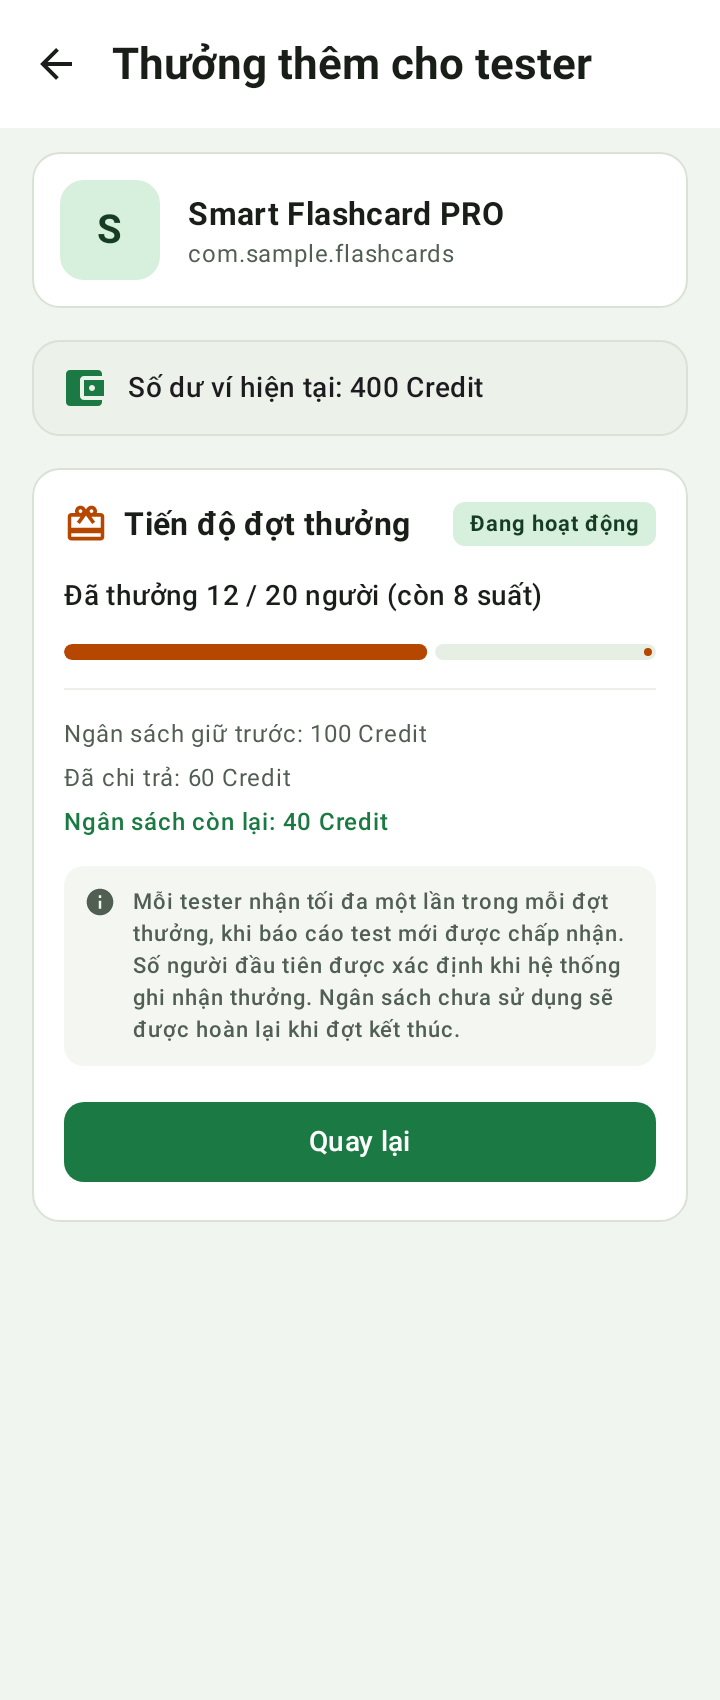 Thưởng thêm cho tester
S
Smart Flashcard PRO
com.sample.flashcards
Số dư ví hiện tại: 400 Credit
Tiến độ đợt thưởng
Đang hoạt động
Đã thưởng 12 / 20 người (còn 8 suất)
Ngân sách giữ trước: 100 Credit
Đã chi trả: 60 Credit
Ngân sách còn lại: 40 Credit
Mỗi tester nhận tối đa một lần trong mỗi đợt
thưởng, khi báo cáo test mới được chấp nhận.
Số người đầu tiên được xác định khi hệ thống
ghi nhận thưởng. Ngân sách chưa sử dụng sẽ
được hoàn lại khi đợt kết thúc.
Quay lại